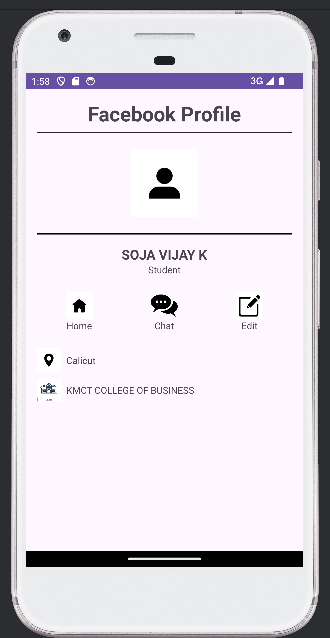 1:58 3G
Facebook Profile
SOJA VIJAY K
Student
Home Chat Edit
Calicut
KMCT COLLEGE OF BUSINESS